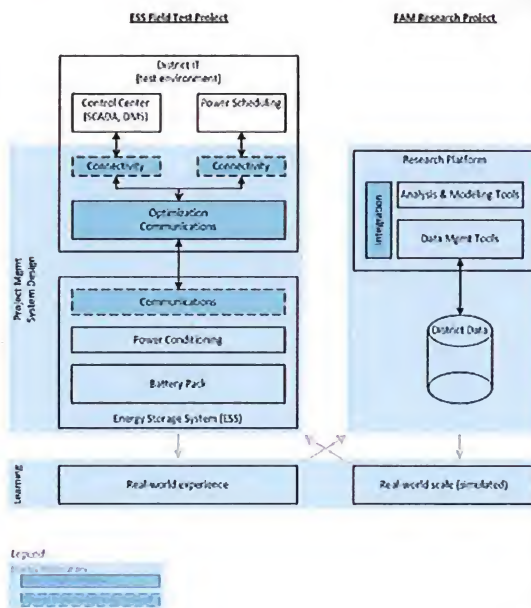 ESS Field Test Project
EAM Research Project
District IT
(test environment)
Control Center
(SCADA, DMS)
Power Scheduling
Connectivity
Connectivity
Optimization
Communications
Project Mgmt
System Design
Communications
Power Conditioning
Battery Pack
Energy Storage System (ESS)
Research Platform
Integration
Analysis & Modeling Tools
Data Mgmt Tools
District Data
Learning
Real-world experience
Real-world scale (simulated)
Legend